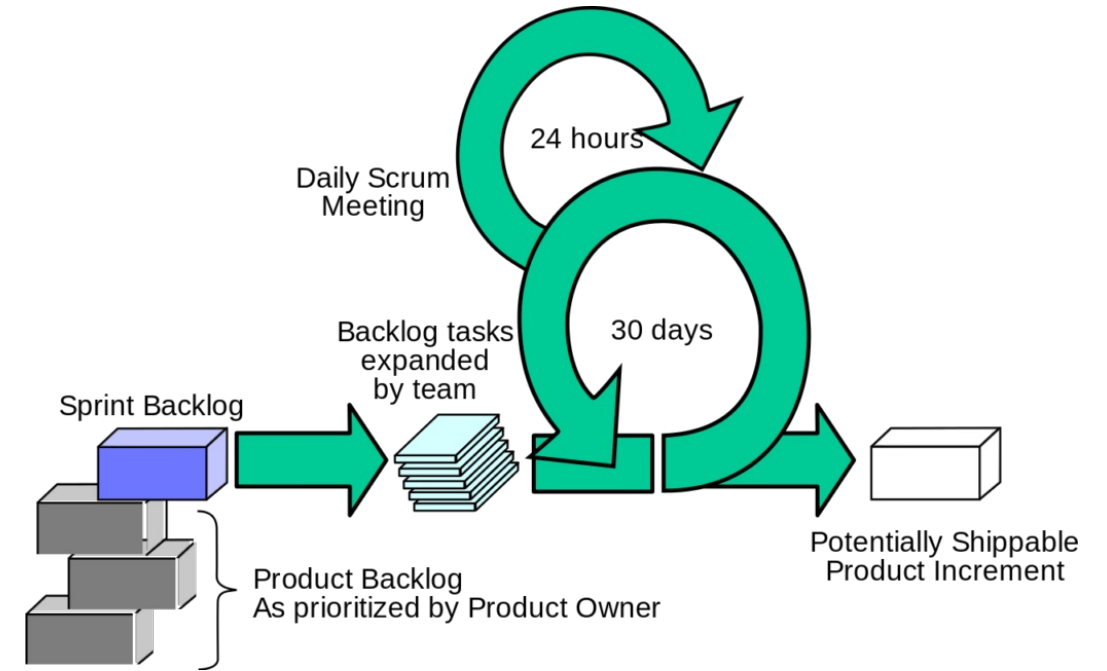 24 hours
Daily Scrum
Meeting
30 days
Backlog tasks
expanded
by team
Sprint Backlog
Potentially Shippable
Product Increment
Product Backlog
As prioritized by Product Owner